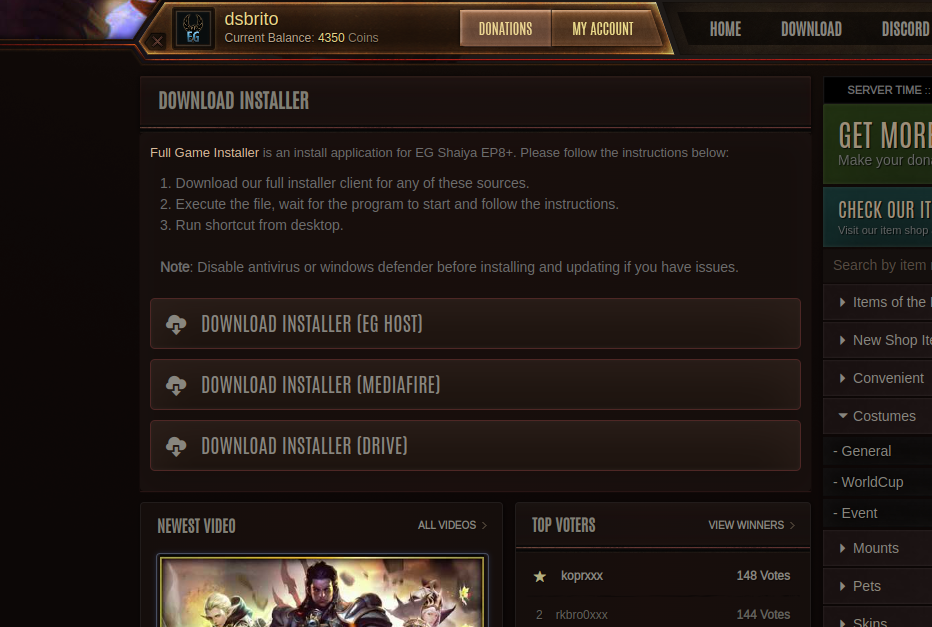 dsbrito
Current Balance: 4350 Coins
EG
DONATIONS
MY ACCOUNT
HOME
DOWNLOAD
DISCORD
DOWNLOAD INSTALLER
Full Game Installer is an install application for EG Shaiya EP8+. Please follow the instructions below:
1. Download our full installer client for any of these sources.
2. Execute the file, wait for the program to start and follow the instructions.
3. Run shortcut from desktop.
Note: Disable antivirus or windows defender before installing and updating if you have issues.
DOWNLOAD INSTALLER (EG HOST)
DOWNLOAD INSTALLER (MEDIAFIRE)
DOWNLOAD INSTALLER (DRIVE)
NEWEST VIDEO
ALL VIDEOS
TOP VOTERS
VIEW WINNERS
koprxxx
148 Votes
2 rkbro0xxx
144 Votes
SERVER TIME ::
GET MORE
Make your dona
CHECK OUR IT
Visit our item shop
Search by item
Items of the
New Shop Ite
Convenient
Costumes
- General
- WorldCup
- Event
Mounts
Pets
Skins